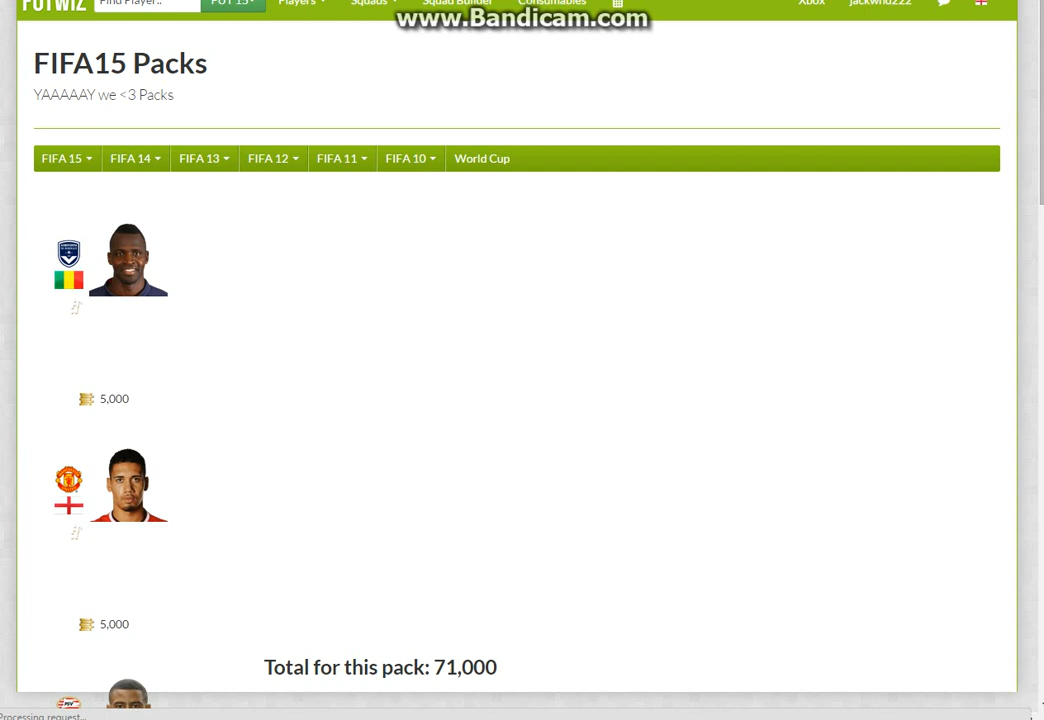 FUTWIZ Find Player.. FUT 15 Players Squads Squad Builder Consumables Xbox jackwhd222
www.Bandicam.com
FIFA15 Packs
YAAAAAY we <3 Packs
FIFA 15 FIFA 14 FIFA 13 FIFA 12 FIFA 11 FIFA 10 World Cup
5,000
5,000
Total for this pack: 71,000
PSV
Processing request...